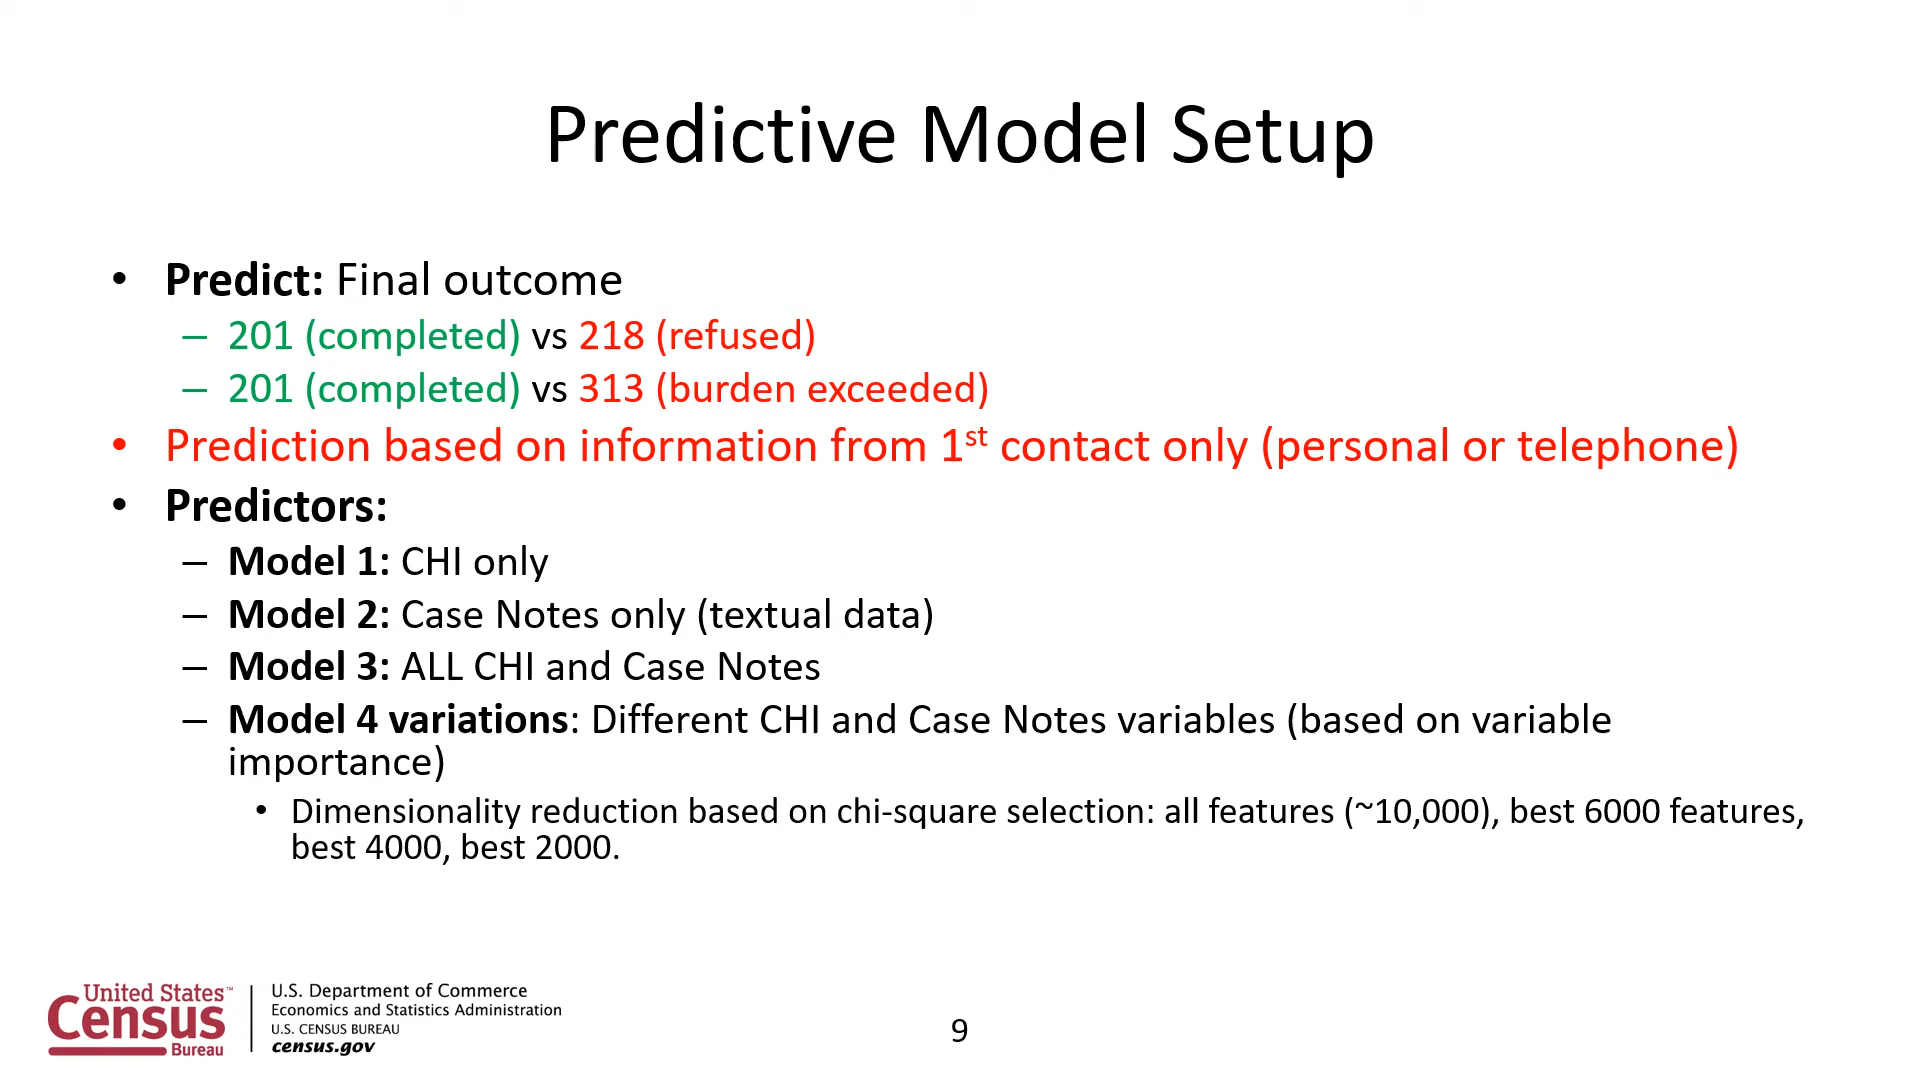 Predictive Model Setup
• Predict: Final outcome
– 201 (completed) vs 218 (refused)
– 201 (completed) vs 313 (burden exceeded)
• Prediction based on information from 1st contact only (personal or telephone)
• Predictors:
– Model 1: CHI only
– Model 2: Case Notes only (textual data)
– Model 3: ALL CHI and Case Notes
– Model 4 variations: Different CHI and Case Notes variables (based on variable
importance)
• Dimensionality reduction based on chi-square selection: all features (~10,000), best 6000 features,
best 4000, best 2000.
United States™
Census
Bureau
U.S. Department of Commerce
Economics and Statistics Administration
U.S. CENSUS BUREAU
census.gov
9